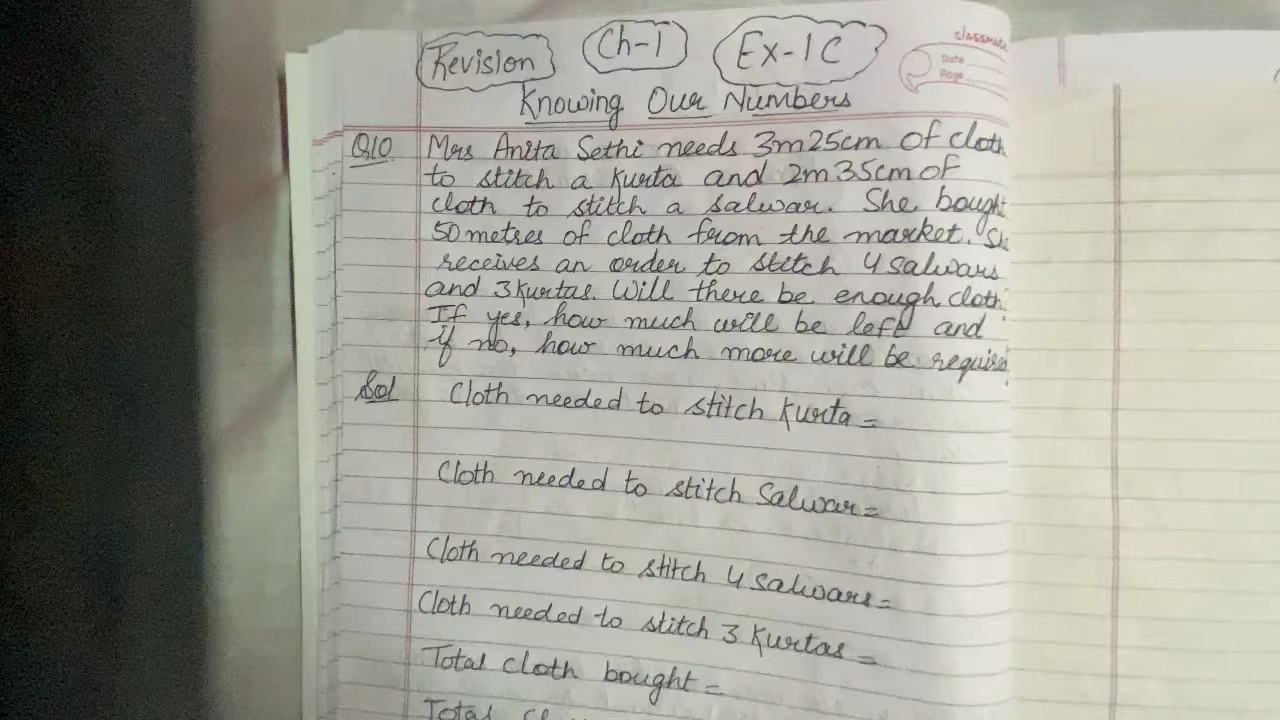 Revision Ch-1 Ex-1C
classmate
Date
Page
Knowing Our Numbers
Q10 Mrs Anita Sethi needs 3m25cm of cloth
to stitch a Kurta and 2m35cm of
cloth to stitch a salwar. She bought
50 metres of cloth from the market.
receives an order to stitch 4 salwars
and 3 Kurtas. Will there be enough cloth
If yes, how much will be left and
if no, how much more will be
Sol Cloth needed to stitch Kurta =
Cloth needed to stitch Salwar =
Cloth needed to stitch 4 salwars =
Cloth needed to stitch 3 Kurtas =
Total cloth bought =
Total